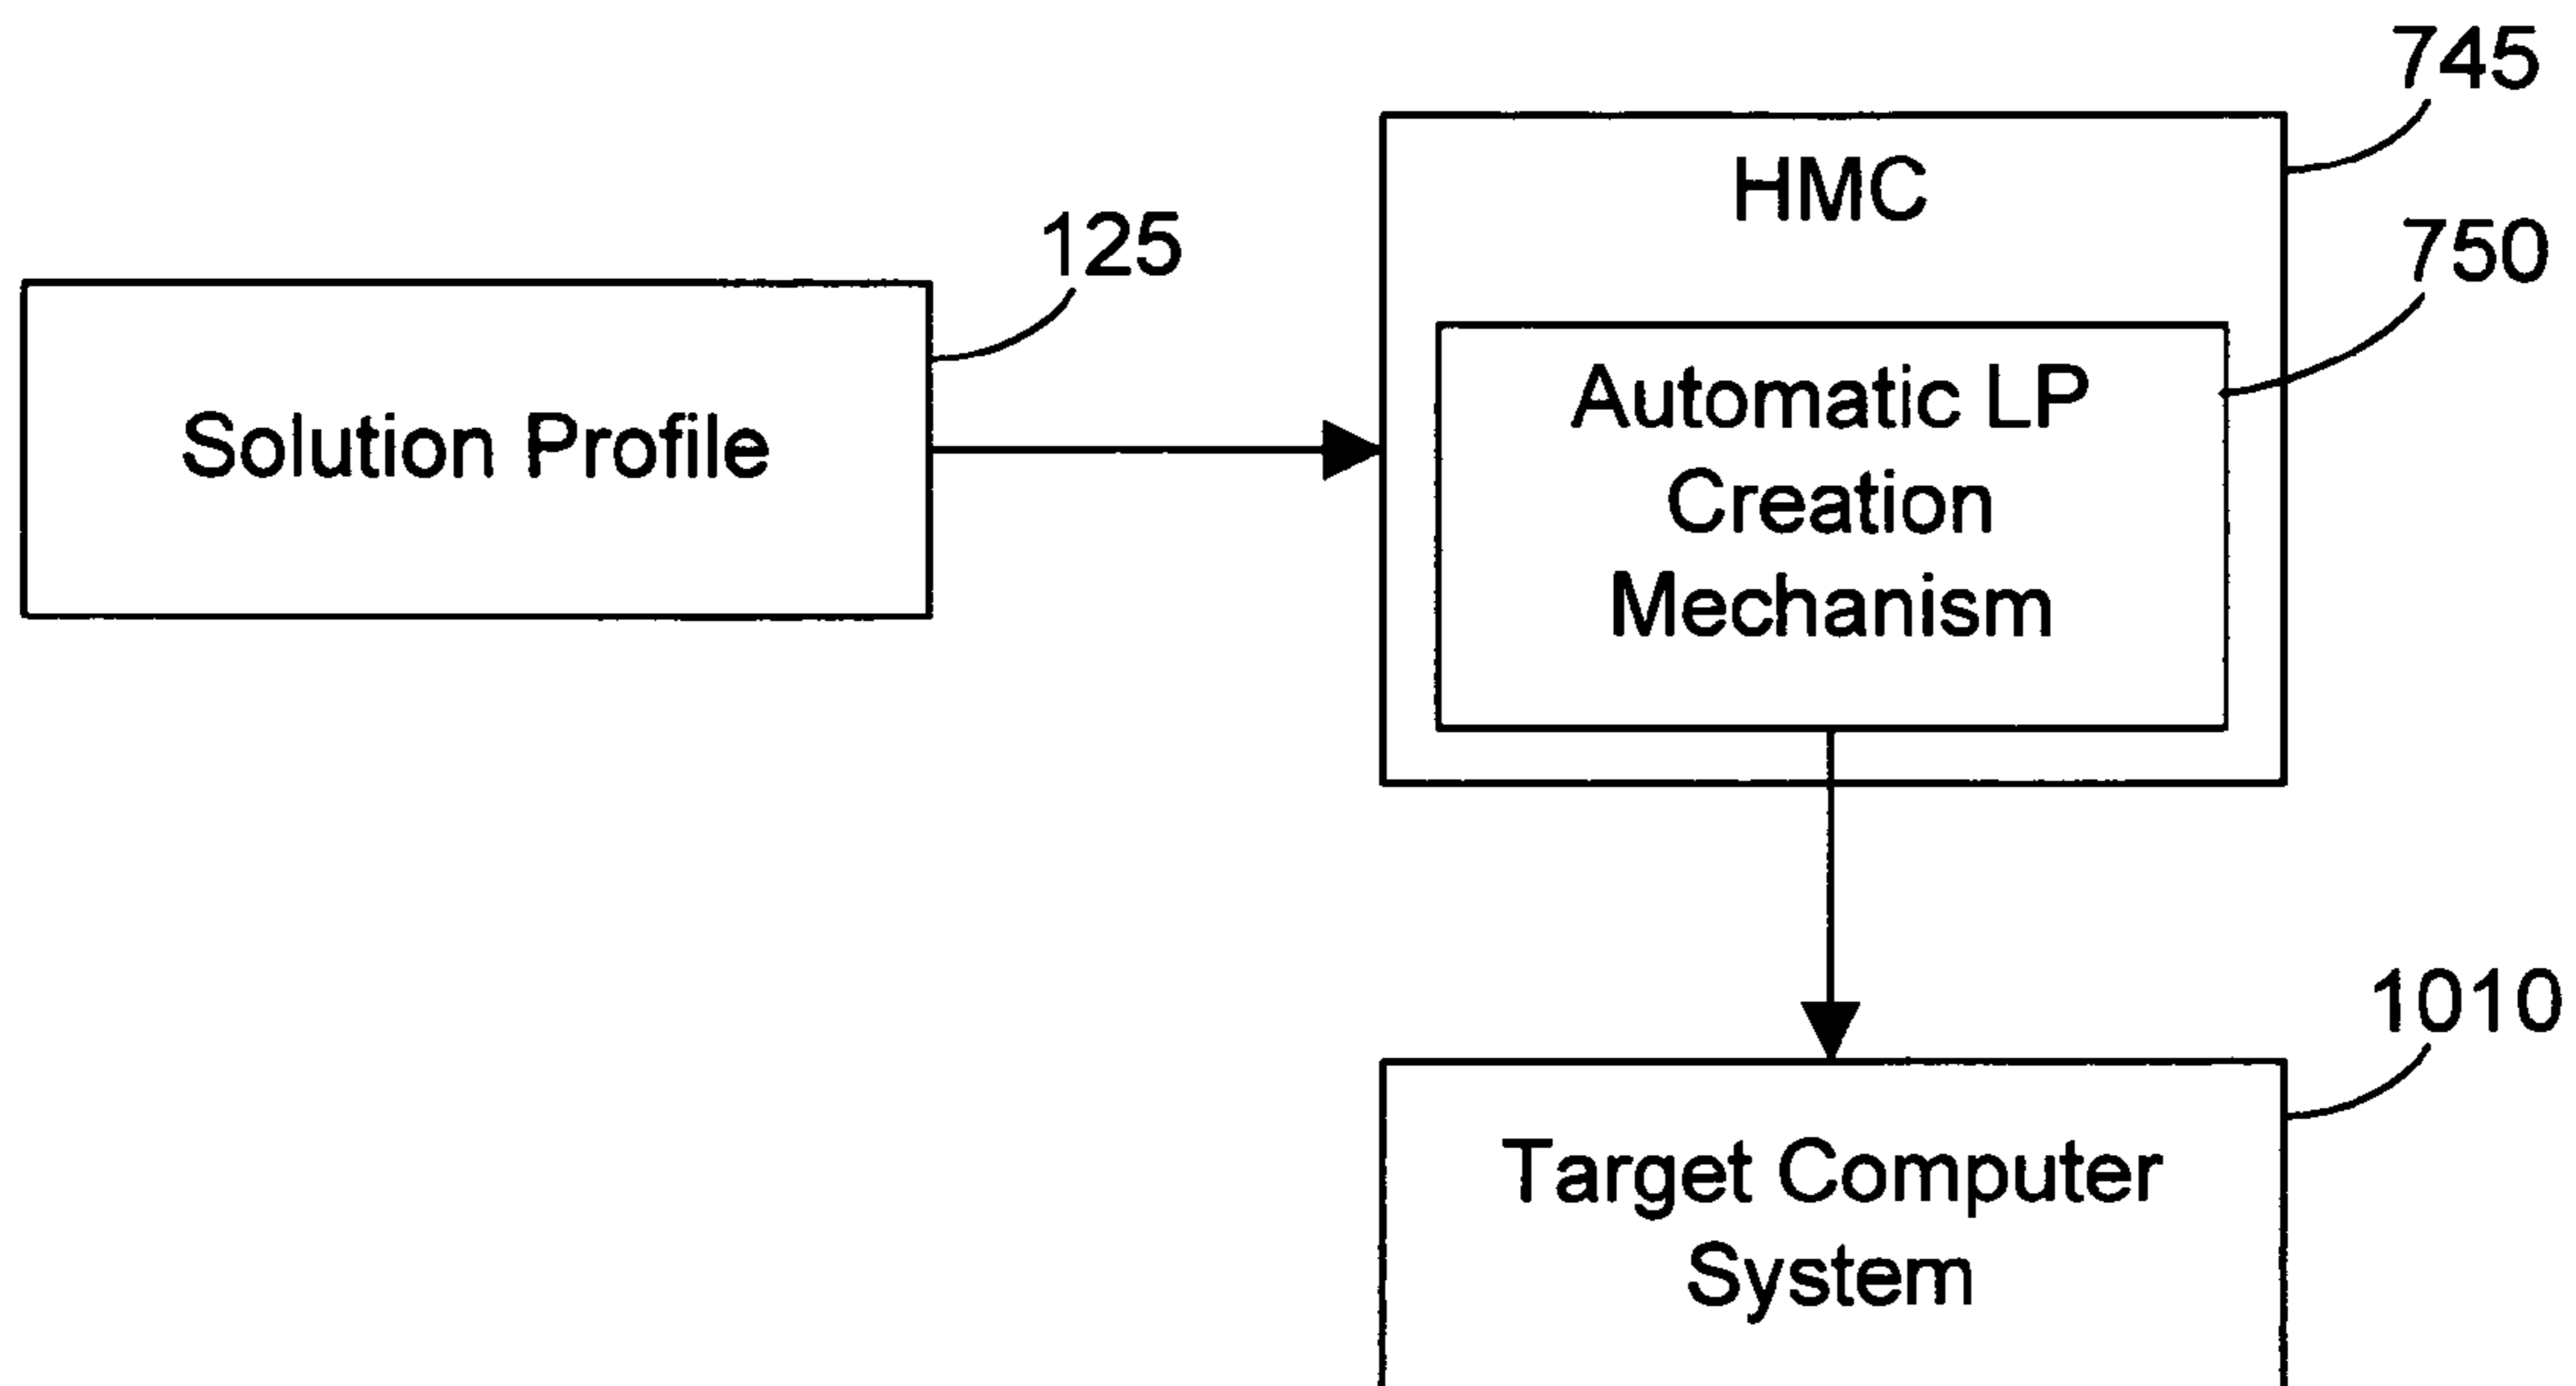 745
HMC
125
750
Solution Profile
Automatic LP
Creation
Mechanism
1010
Target Computer
System